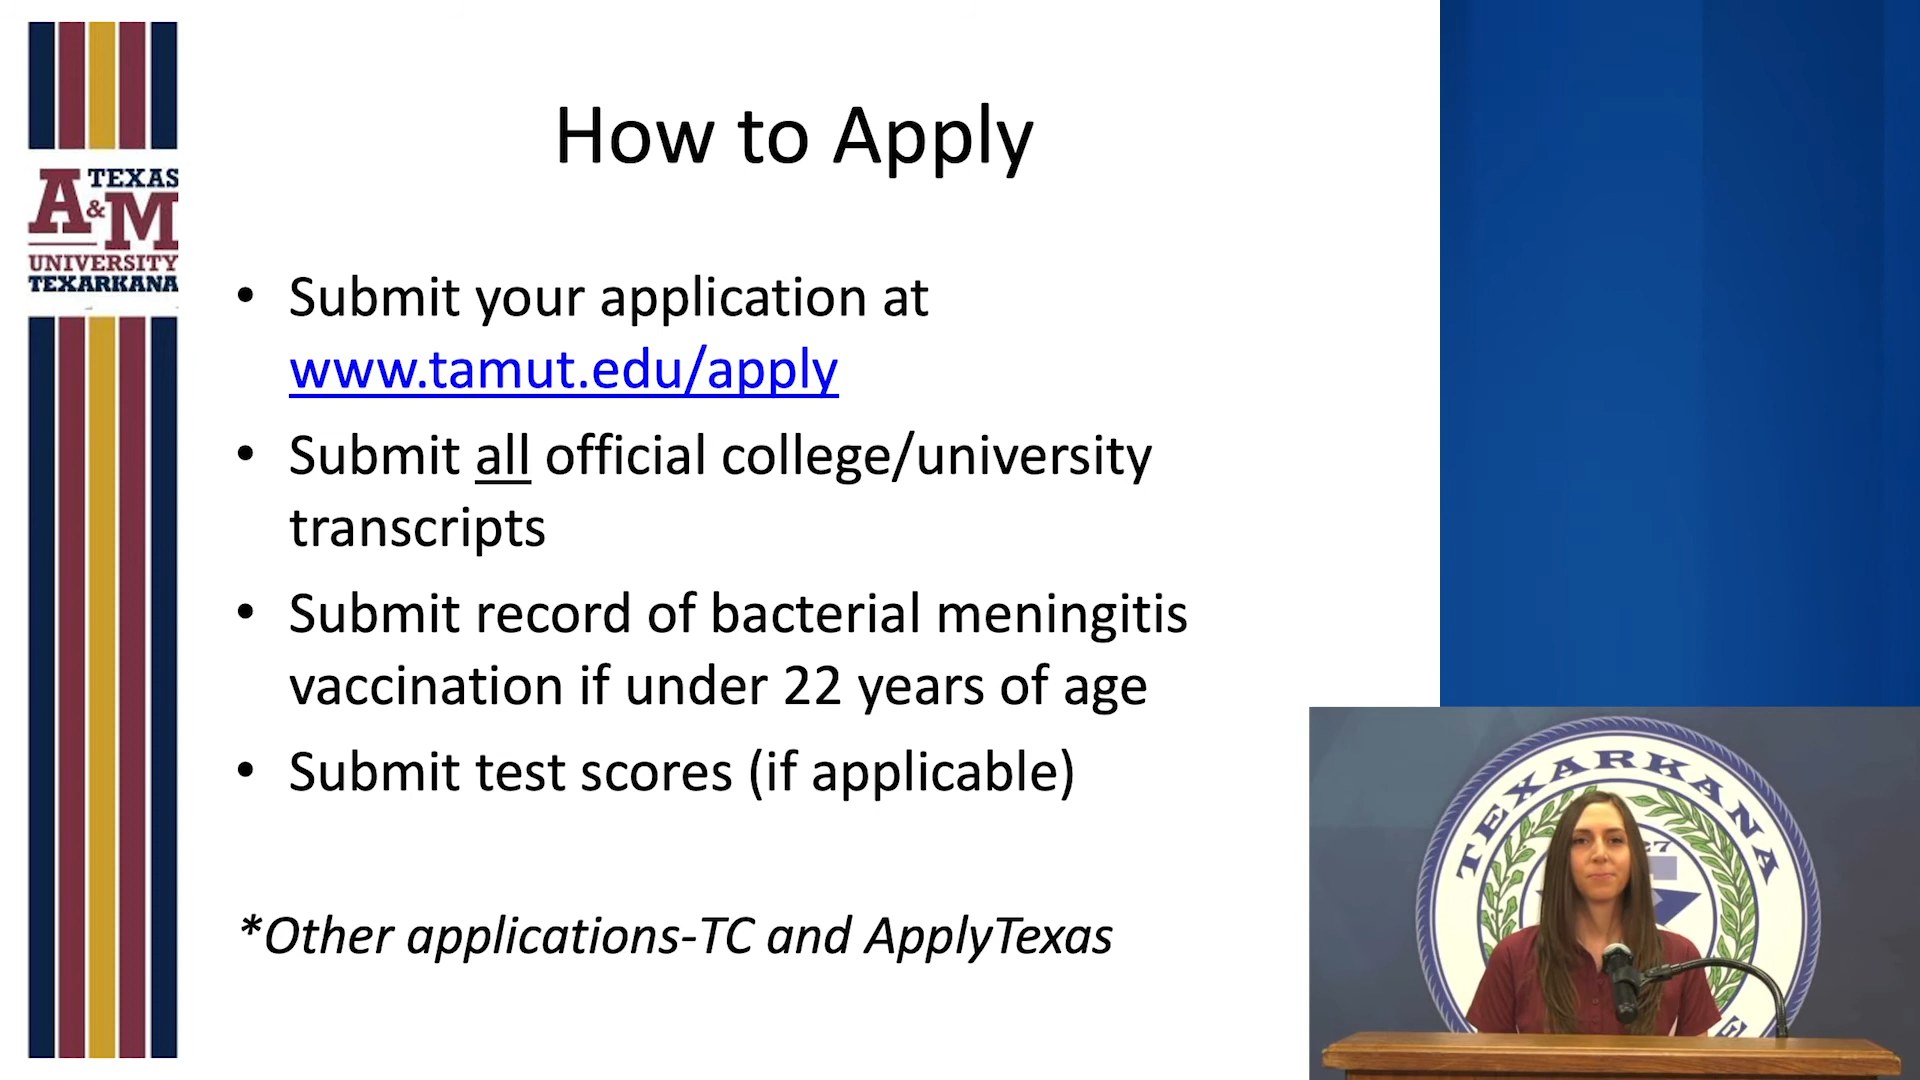 TEXAS
A&M
UNIVERSITY
TEXARKANA
How to Apply
• Submit your application at
www.tamut.edu/apply
• Submit all official college/university
transcripts
• Submit record of bacterial meningitis
vaccination if under 22 years of age
• Submit test scores (if applicable)
*Other applications-TC and ApplyTexas
TEXARKANA
27
E